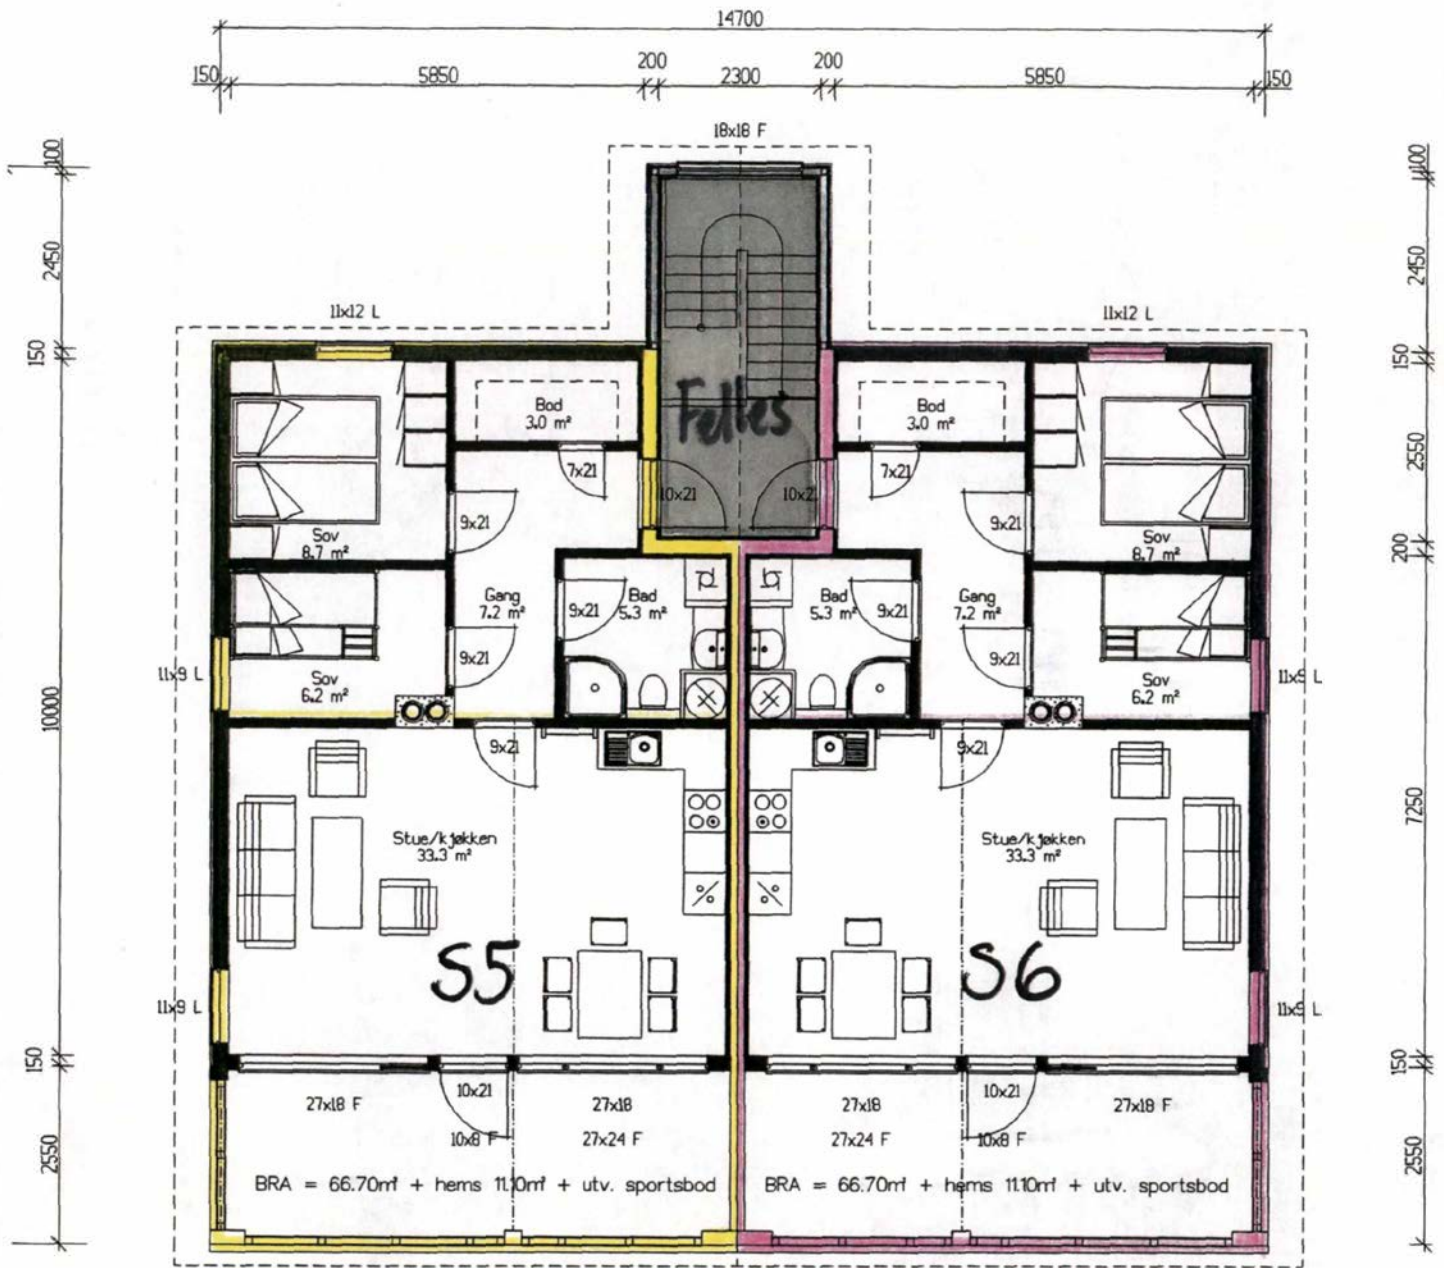 14700
150 5850 200 2300 200 5850 150
18x18 F
100
100
2450
2450
11x12 L
11x12 L
150
150
Felles
Bod
3.0 m²
Bod
3.0 m²
2550
7x21
10x21
10x21
7x21
9x21
9x21
Sov
8.7 m²
Sov
8.7 m²
200
Gang
7.2 m²
9x21
Bad
5.3 m²
Bad
5.3 m²
9x21
Gang
7.2 m²
9x21
9x21
11x9 L
Sov
6.2 m²
Sov
6.2 m²
11x9 L
10000
9x21
9x21
7250
Stue/kjøkken
33.3 m²
Stue/kjøkken
33.3 m²
S5
S6
11x9 L
11x9 L
150
150
27x18 F
10x21
27x18
27x18
10x21
27x18 F
10x8 F
27x24 F
27x24 F
10x8 F
2550
2550
BRA = 66.70m² + hems 11.10m² + utv. sportsbod
BRA = 66.70m² + hems 11.10m² + utv. sportsbod